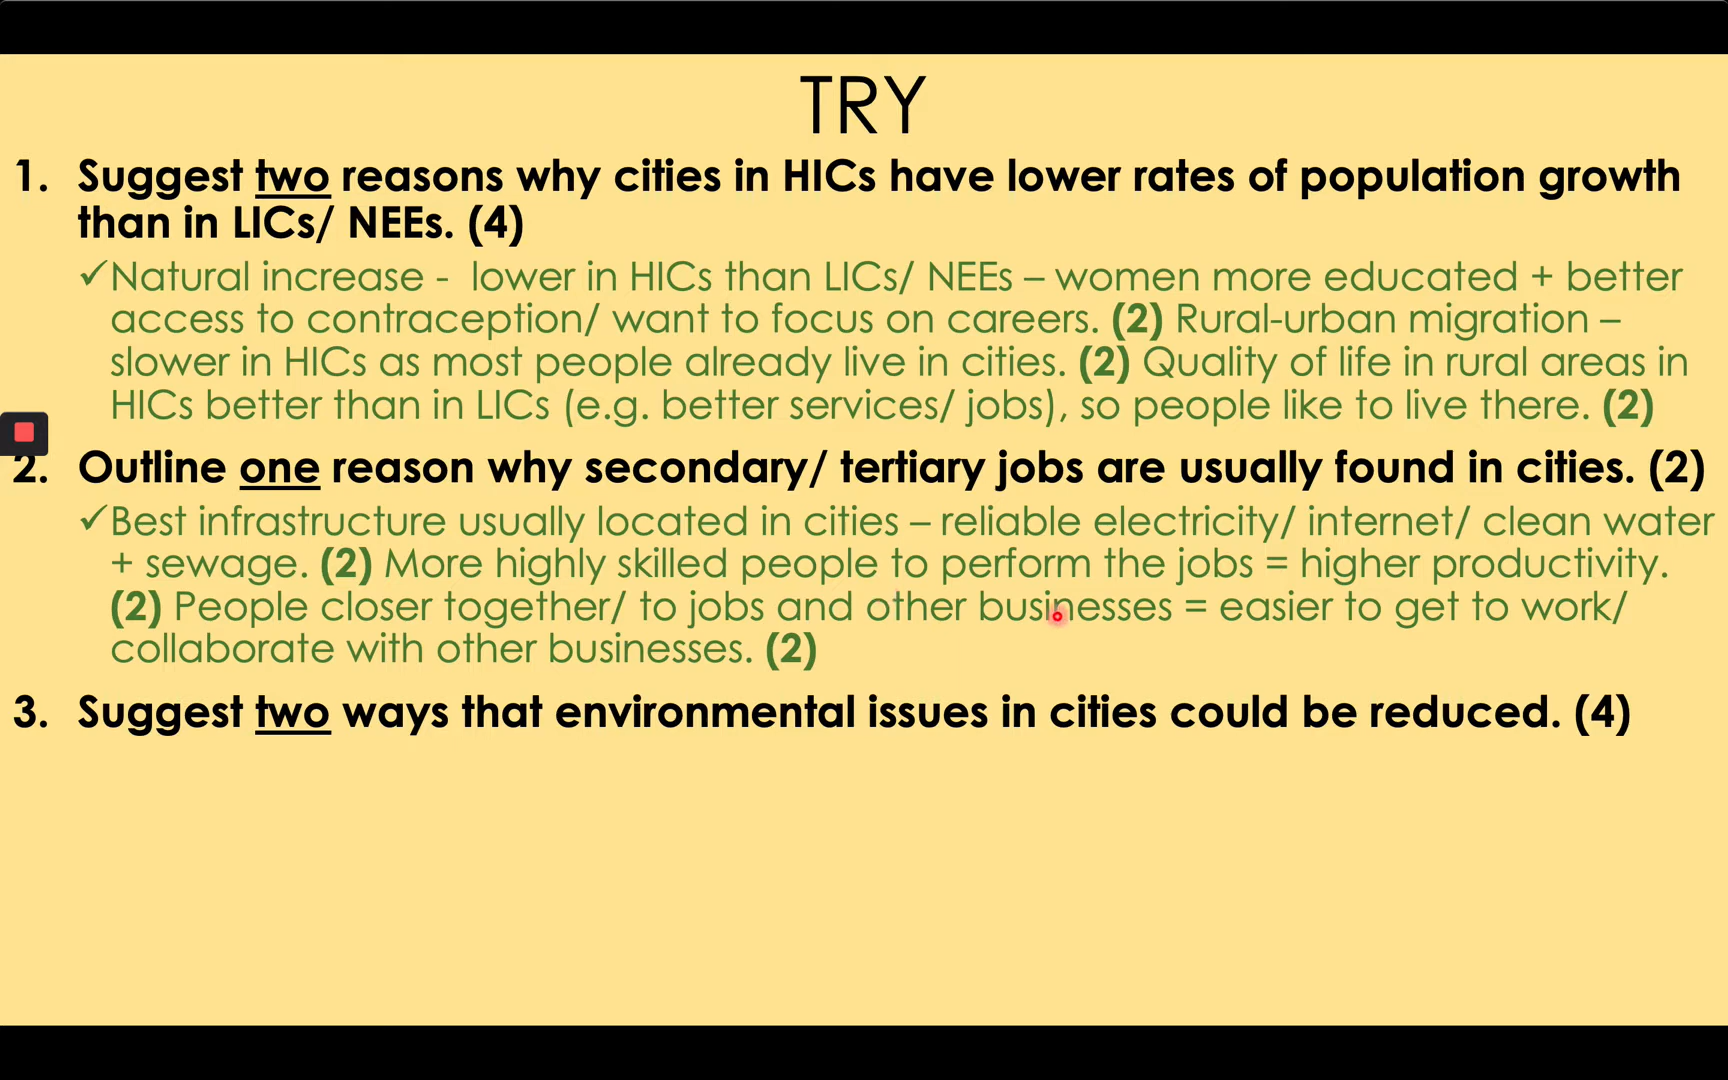 TRY
1. Suggest two reasons why cities in HICs have lower rates of population growth
than in LICs/ NEEs. (4)
✓Natural increase -  lower in HICs than LICs/ NEEs – women more educated + better
access to contraception/ want to focus on careers. (2) Rural-urban migration –
slower in HICs as most people already live in cities. (2) Quality of life in rural areas in
HICs better than in LICs (e.g. better services/ jobs), so people like to live there. (2)
2. Outline one reason why secondary/ tertiary jobs are usually found in cities. (2)
✓Best infrastructure usually located in cities – reliable electricity/ internet/ clean water
+ sewage. (2) More highly skilled people to perform the jobs = higher productivity.
(2) People closer together/ to jobs and other businesses = easier to get to work/
collaborate with other businesses. (2)
3. Suggest two ways that environmental issues in cities could be reduced. (4)